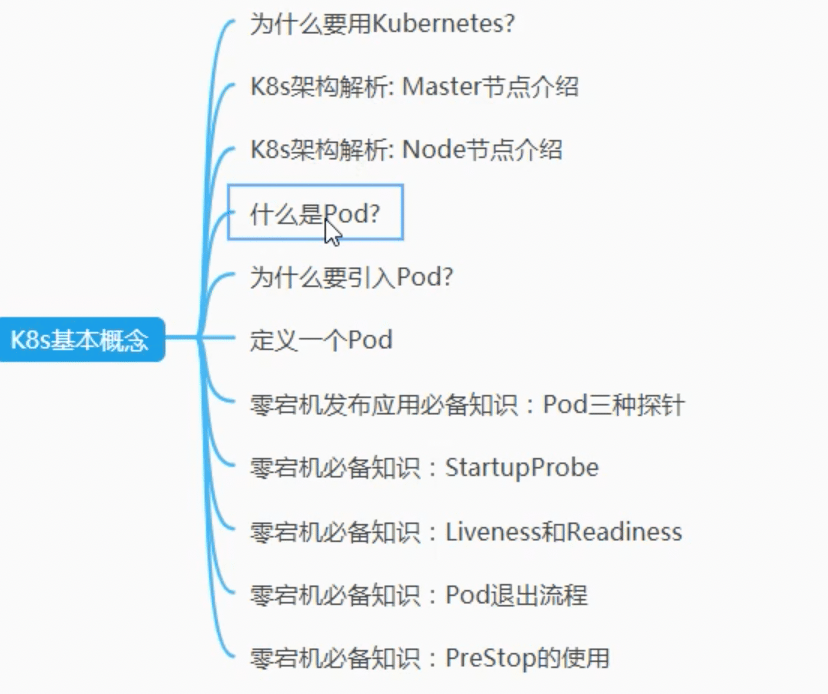 为什么要用Kubernetes?
K8s架构解析: Master节点介绍
K8s架构解析: Node节点介绍
什么是Pod?
为什么要引入Pod?
K8s基本概念
定义一个Pod
零宕机发布应用必备知识：Pod三种探针
零宕机必备知识：StartupProbe
零宕机必备知识：Liveness和Readiness
零宕机必备知识：Pod退出流程
零宕机必备知识：PreStop的使用